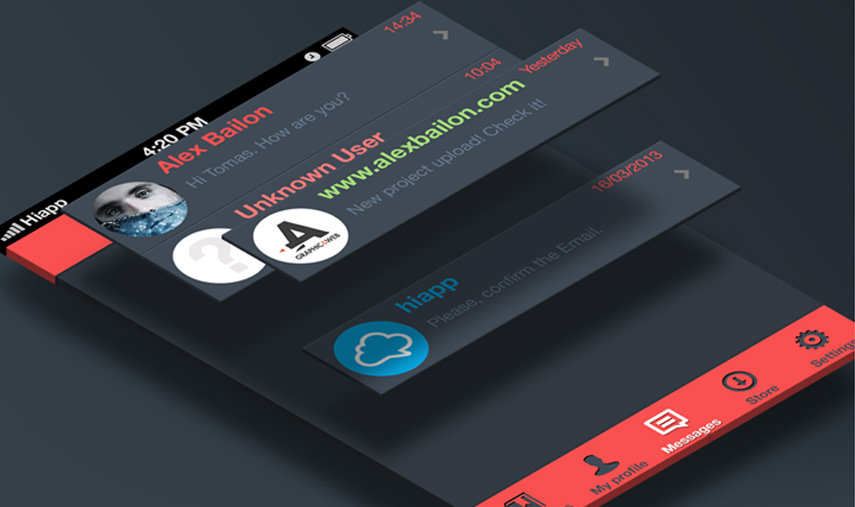 Hiapp
4:20 PM
Alex Bailon
14:34
Hi Tomas. How are you?
Unknown User
10:04
?
www.alexbailon.com
Yesterday
New project upload! Check it!
A
GRAPHIC&WEB
hiapp
16/03/2013
Please, confirm the Email.
My profile
Messages
Store
Settings